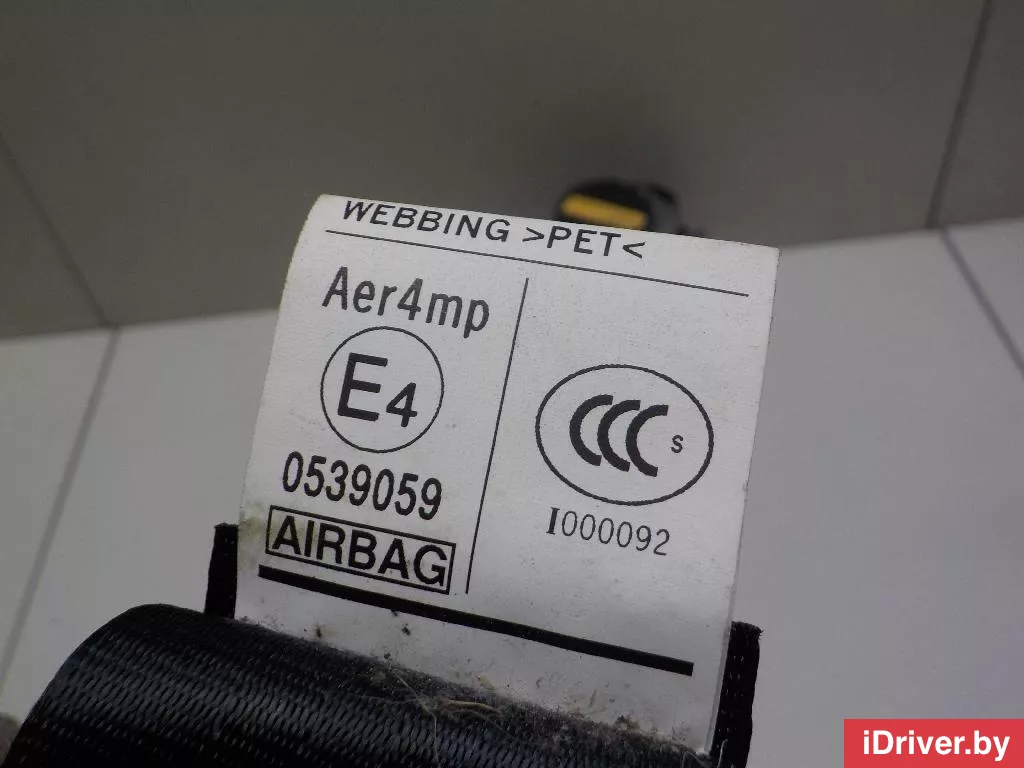 WEBBING >PET<
Aer4mp
E4
0539059
AIRBAG
CCC S
I000092
iDriver.by